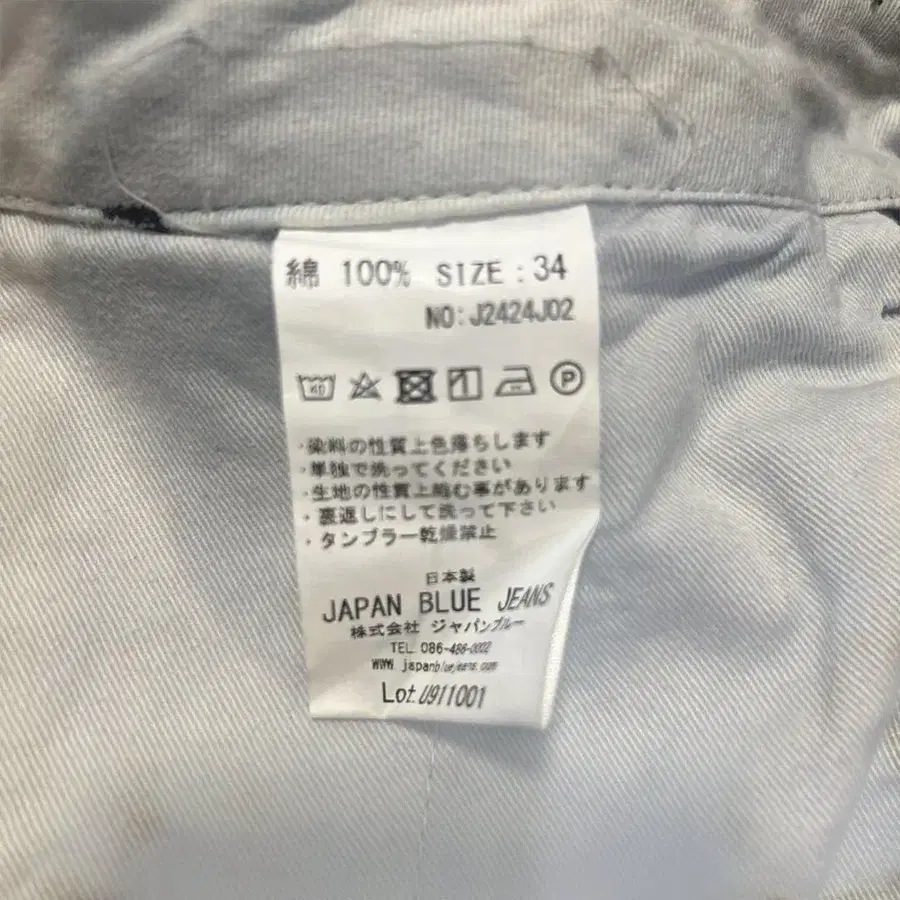 綿 100% SIZE : 34
NO: J2424J02
・染料の性質上色落ちします
・単独で洗ってください
・生地の性質上縮む事があります
・裏返しにして洗って下さい
・タンブラー乾燥禁止
日本製
JAPAN BLUE JEANS
株式会社 ジャパンブルー
TEL 086-486-0002
WWW. japanbluejeans.com
Lot. U911001